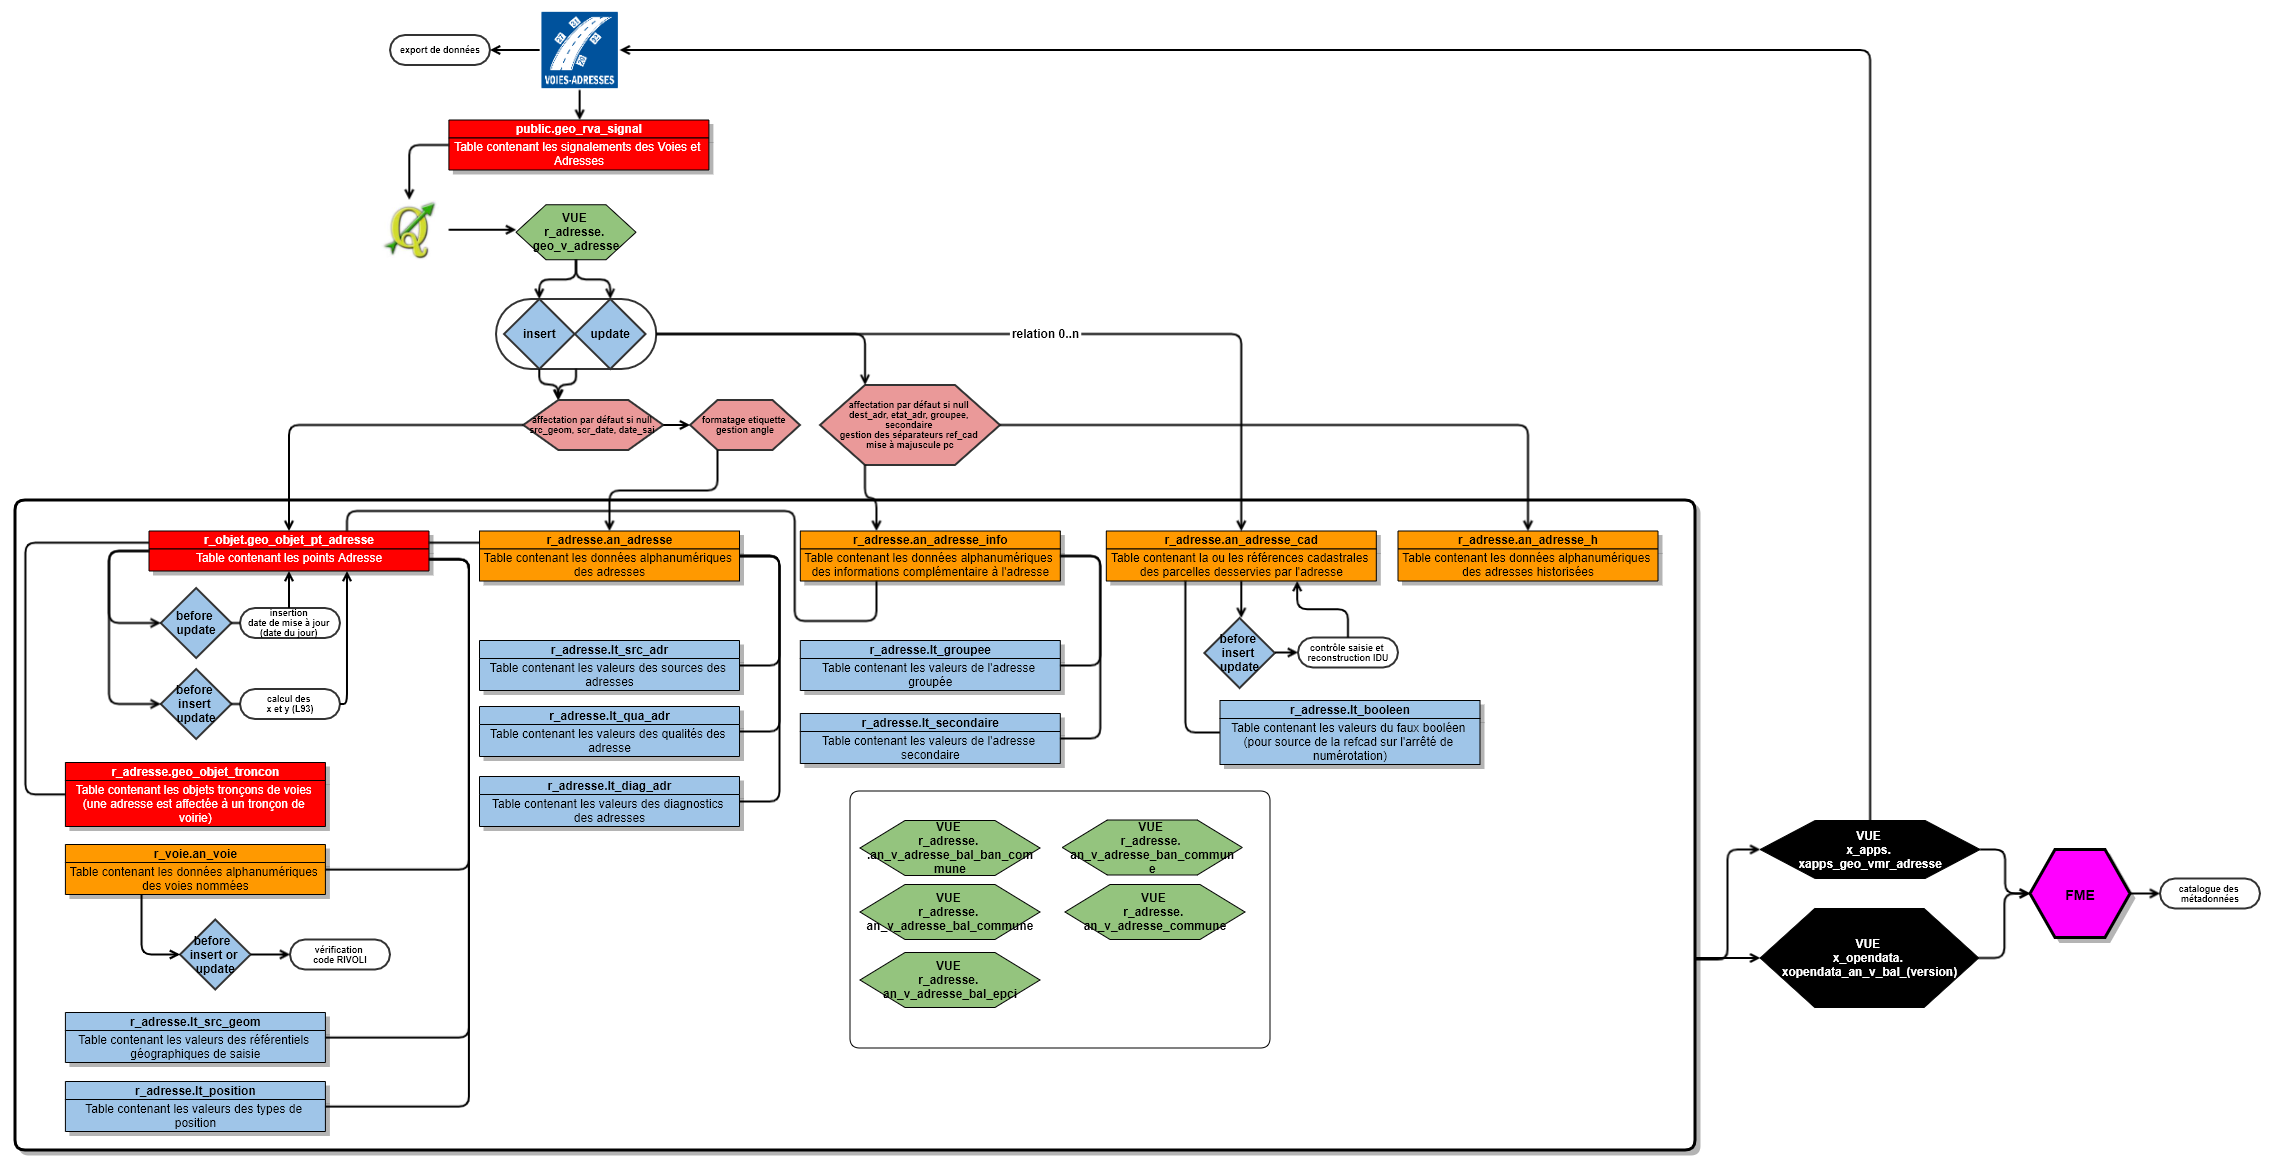 export de données
VOIES-ADRESSES
public.geo_rva_signal
Table contenant les signalements des Voies et
Adresses
VUE
r_adresse.
geo_v_adresse
insert
update
relation 0..n
affectation par défaut si null
src_geom, scr_date, date_sai
formatage etiquette
gestion angle
affectation par défaut si null
dest_adr, etat_adr, groupee,
secondaire
gestion des séparateurs ref_cad
mise à majuscule pc
r_objet.geo_objet_pt_adresse
Table contenant les points Adresse
r_adresse.an_adresse
Table contenant les données alphanumériques
des adresses
r_adresse.an_adresse_info
Table contenant les données alphanumériques
des informations complémentaire à l'adresse
r_adresse.an_adresse_cad
Table contenant la ou les références cadastrales
des parcelles desservies par l'adresse
r_adresse.an_adresse_h
Table contenant les données alphanumériques
des adresses historisées
before
update
insertion
date de mise à jour
(date du jour)
before
insert
update
calcul des
x et y (L93)
r_adresse.lt_src_adr
Table contenant les valeurs des sources des
adresses
r_adresse.lt_qua_adr
Table contenant les valeurs des qualités des
adresse
r_adresse.lt_diag_adr
Table contenant les valeurs des diagnostics
des adresses
r_adresse.lt_groupee
Table contenant les valeurs de l'adresse
groupée
r_adresse.lt_secondaire
Table contenant les valeurs de l'adresse
secondaire
before
insert
update
contrôle saisie et
reconstruction IDU
r_adresse.lt_booleen
Table contenant les valeurs du faux booléen
(pour source de la refcad sur l'arrêté de
numérotation)
r_adresse.geo_objet_troncon
Table contenant les objets tronçons de voies
(une adresse est affectée à un tronçon de
voirie)
r_voie.an_voie
Table contenant les données alphanumériques
des voies nommées
before
insert or
update
vérification
code RIVOLI
r_adresse.lt_src_geom
Table contenant les valeurs des référentiels
géographiques de saisie
r_adresse.lt_position
Table contenant les valeurs des types de
position
VUE
r_adresse.
.an_v_adresse_bal_ban_com
mune
VUE
r_adresse.
an_v_adresse_ban_commun
e
VUE
r_adresse.
an_v_adresse_bal_commune
VUE
r_adresse.
an_v_adresse_commune
VUE
r_adresse.
an_v_adresse_bal_epci
VUE
x_apps.
xapps_geo_vmr_adresse
VUE
x_opendata.
xopendata_an_v_bal_(version)
FME
catalogue des
métadonnées